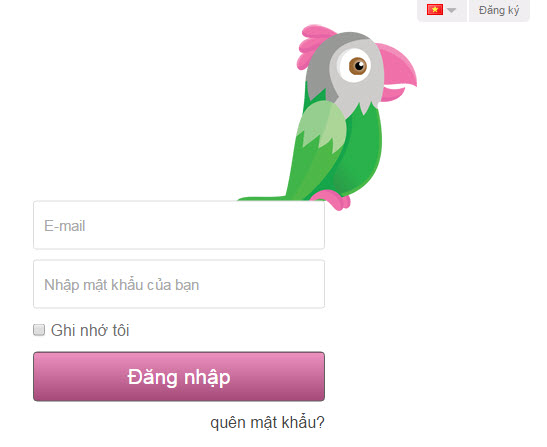 Đăng ký
E-mail
Nhập mật khẩu của bạn
Ghi nhớ tôi
Đăng nhập
quên mật khẩu?